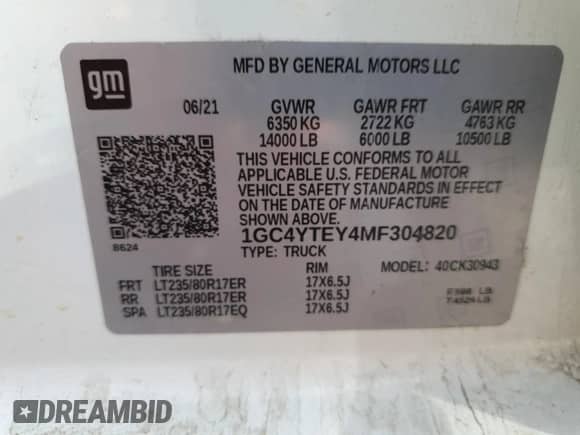 gm
MFD BY GENERAL MOTORS LLC
06/21 GVWR GAWR FRT GAWR RR
6350 KG 2722 KG 4763 KG
14000 LB 6000 LB 10500 LB
THIS VEHICLE CONFORMS TO ALL
APPLICABLE U.S. FEDERAL MOTOR
VEHICLE SAFETY STANDARDS IN EFFECT
ON THE DATE OF MANUFACTURE
SHOWN ABOVE.
8624
1GC4YTEY4MF304820
TYPE: TRUCK MODEL: 40CK30943
TIRE SIZE RIM
FRT LT235/80R17ER 17X6.5J
RR LT235/80R17ER 17X6.5J
SPA LT235/80R17EQ 17X6.5J
LB
LB
DREAMBID